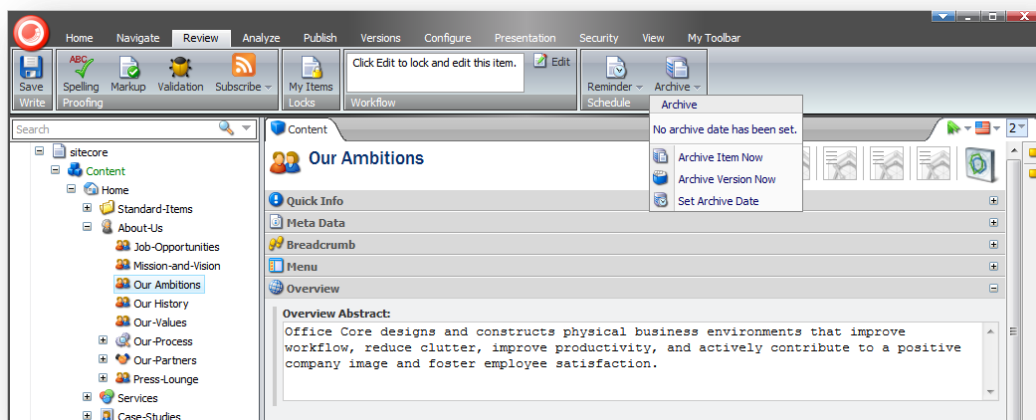 Home Navigate Review Analyze Publish Versions Configure Presentation Security View My Toolbar
ABC
Click Edit to lock and edit this item. Edit
Save Spelling Markup Validation Subscribe My Items Reminder Archive
Write Proofing Locks Workflow Schedule
Archive
No archive date has been set.
Archive Item Now
Archive Version Now
Set Archive Date
Search
sitecore
Content
Home
Standard-Items
About-Us
Job-Opportunities
Mission-and-Vision
Our Ambitions
Our History
Our-Values
Our-Process
Our-Partners
Press-Lounge
Services
Case-Studies
Content 2
Our Ambitions
Quick Info
Meta Data
Breadcrumb
Menu
Overview
Overview Abstract:
Office Core designs and constructs physical business environments that improve
workflow, reduce clutter, improve productivity, and actively contribute to a positive
company image and foster employee satisfaction.